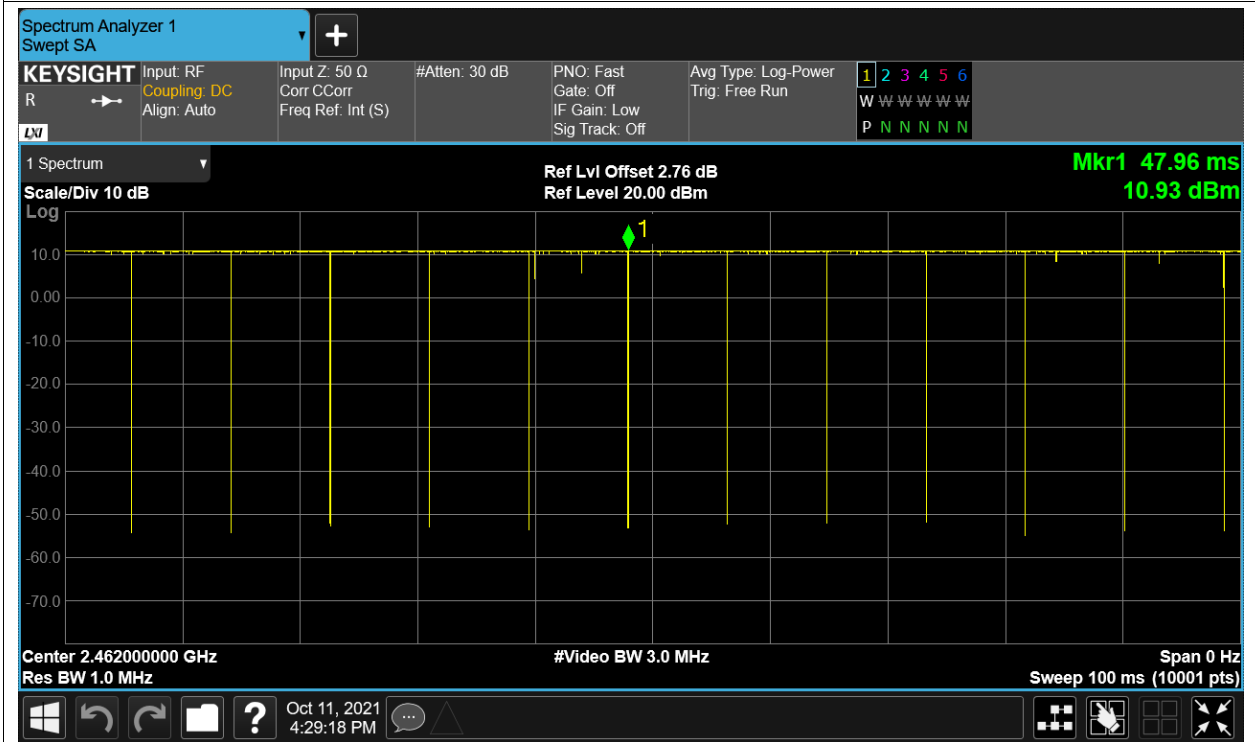 Spectrum Analyzer 1
Swept SA
+
KEYSIGHT
R
LXI
Input: RF
Coupling: DC
Align: Auto
Input Z: 50 Ω
Corr CCorr
Freq Ref: Int (S)
#Atten: 30 dB
PNO: Fast
Gate: Off
IF Gain: Low
Sig Track: Off
Avg Type: Log-Power
Trig: Free Run
1 2 3 4 5 6
W W W W W W
P N N N N N
1 Spectrum
Scale/Div 10 dB
Log
Ref Lvl Offset 2.76 dB
Ref Level 20.00 dBm
Mkr1 47.96 ms
10.93 dBm
1
10.0
0.00
-10.0
-20.0
-30.0
-40.0
-50.0
-60.0
-70.0
Center 2.462000000 GHz
Res BW 1.0 MHz
#Video BW 3.0 MHz
Span 0 Hz
Sweep 100 ms (10001 pts)
?
Oct 11, 2021
4:29:18 PM